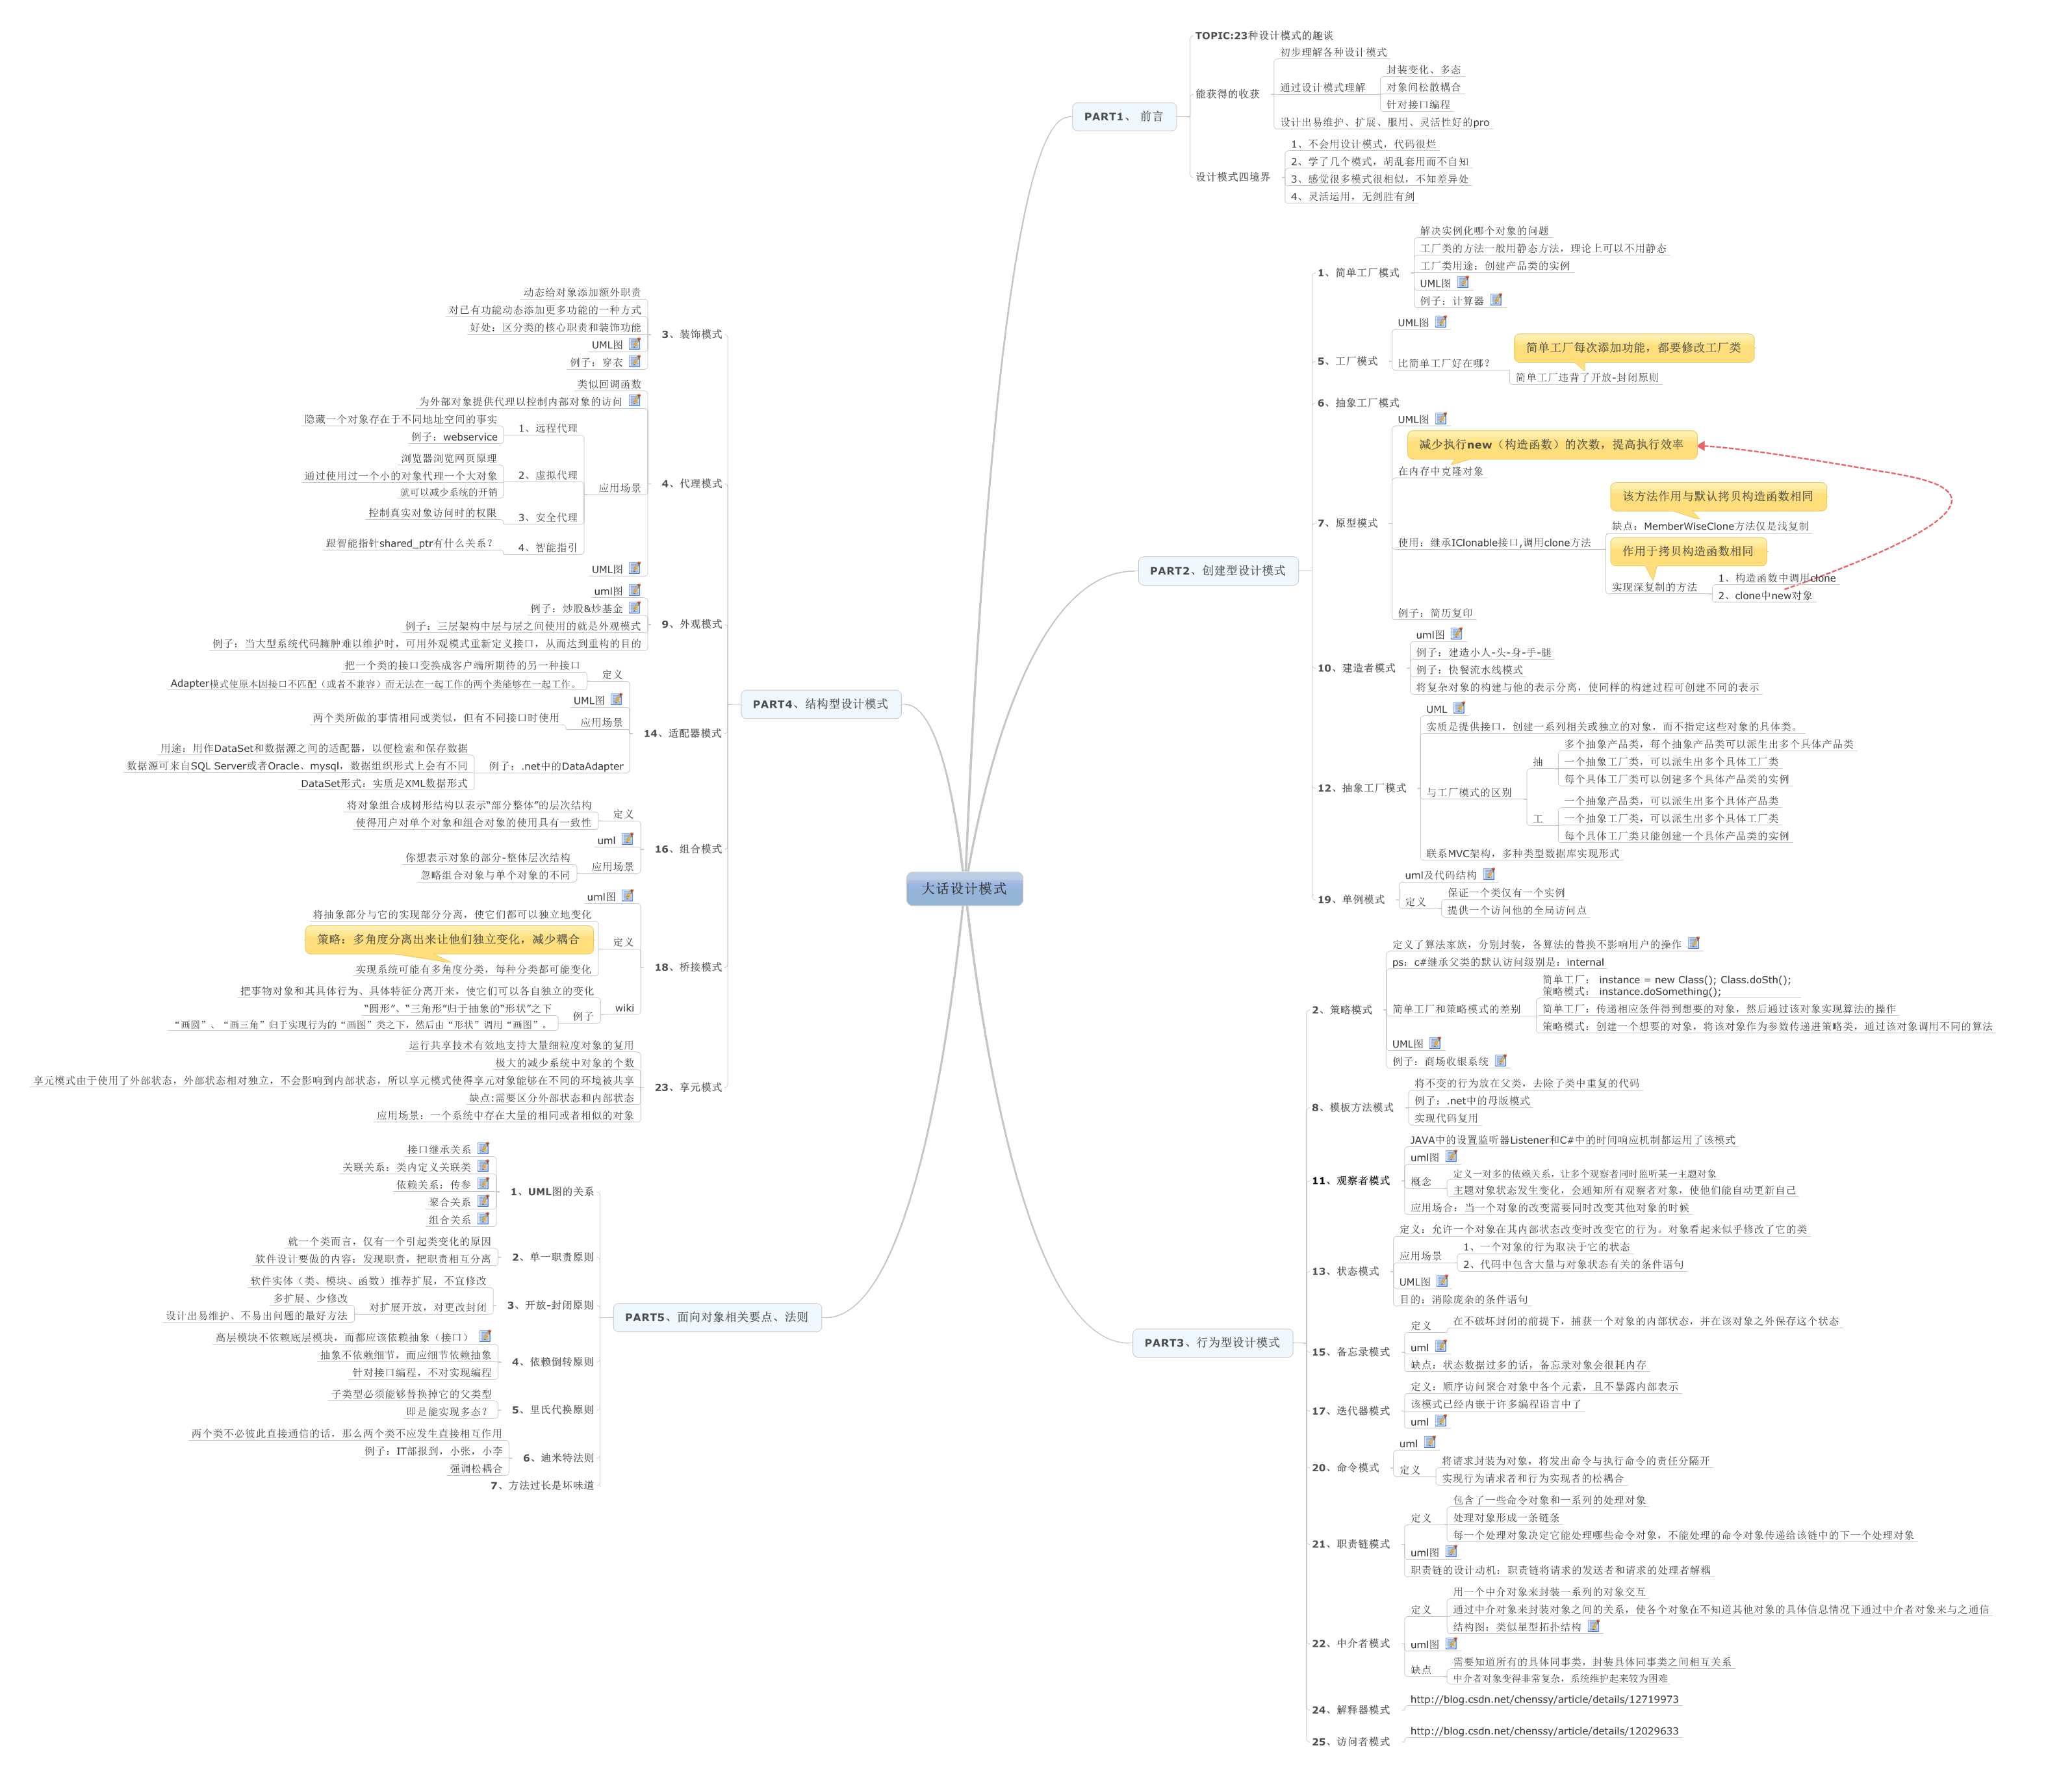 大话设计模式
PART1、 前言
TOPIC:23种设计模式的趣谈
能获得的收获
初步理解各种设计模式
通过设计模式理解
封装变化、多态
对象间松散耦合
针对接口编程
设计出易维护、扩展、服用、灵活性好的pro
设计模式四境界
1、不会用设计模式，代码很烂
2、学了几个模式，胡乱套用而不自知
3、感觉很多模式很相似，不知差异处
4、灵活运用，无剑胜有剑
PART2、创建型设计模式
1、简单工厂模式
解决实例化哪个对象的问题
工厂类的方法一般用静态方法，理论上可以不用静态
工厂类用途：创建产品类的实例
UML图
例子：计算器
5、工厂模式
UML图
比简单工厂好在哪？
简单工厂每次添加功能，都要修改工厂类
简单工厂违背了开放-封闭原则
6、抽象工厂模式
7、原型模式
UML图
减少执行new（构造函数）的次数，提高执行效率
在内存中克隆对象
使用：继承IClonable接口,调用clone方法
该方法作用与默认拷贝构造函数相同
缺点：MemberWiseClone方法仅是浅复制
作用于拷贝构造函数相同
实现深复制的方法
1、构造函数中调用clone
2、clone中new对象
例子：简历复印
10、建造者模式
uml图
例子：建造小人-头-身-手-腿
例子：快餐流水线模式
将复杂对象的构建与他的表示分离，使同样的构建过程可创建不同的表示
12、抽象工厂模式
UML
实质是提供接口，创建一系列相关或独立的对象，而不指定这些对象的具体类。
与工厂模式的区别
抽
多个抽象产品类，每个抽象产品类可以派生出多个具体产品类
一个抽象工厂类，可以派生出多个具体工厂类
每个具体工厂类可以创建多个具体产品类的实例
工
一个抽象产品类，可以派生出多个具体产品类
一个抽象工厂类，可以派生出多个具体工厂类
每个具体工厂类只能创建一个具体产品类的实例
联系MVC架构，多种类型数据库实现形式
19、单例模式
uml及代码结构
定义
保证一个类仅有一个实例
提供一个访问他的全局访问点
PART3、行为型设计模式
2、策略模式
定义了算法家族，分别封装，各算法的替换不影响用户的操作
ps：c#继承父类的默认访问级别是：internal
简单工厂和策略模式的差别
简单工厂： instance = new Class(); Class.doSth();
策略模式： instance.doSomething();
简单工厂：传递相应条件得到想要的对象，然后通过该对象实现算法的操作
策略模式：创建一个想要的对象，将该对象作为参数传递进策略类，通过该对象调用不同的算法
UML图
例子：商场收银系统
8、模板方法模式
将不变的行为放在父类，去除子类中重复的代码
例子：.net中的母版模式
实现代码复用
11、观察者模式
JAVA中的设置监听器Listener和C#中的时间响应机制都运用了该模式
uml图
概念
定义一对多的依赖关系，让多个观察者同时监听某一主题对象
主题对象状态发生变化，会通知所有观察者对象，使他们能自动更新自己
应用场合：当一个对象的改变需要同时改变其他对象的时候
13、状态模式
定义：允许一个对象在其内部状态改变时改变它的行为。对象看起来似乎修改了它的类
应用场景
1、一个对象的行为取决于它的状态
2、代码中包含大量与对象状态有关的条件语句
UML图
目的：消除庞杂的条件语句
15、备忘录模式
定义
在不破坏封闭的前提下，捕获一个对象的内部状态，并在该对象之外保存这个状态
uml
缺点：状态数据过多的话，备忘录对象会很耗内存
17、迭代器模式
定义：顺序访问聚合对象中各个元素，且不暴露内部表示
该模式已经内嵌于许多编程语言中了
uml
20、命令模式
uml
定义
将请求封装为对象，将发出命令与执行命令的责任分隔开
实现行为请求者和行为实现者的松耦合
21、职责链模式
定义
包含了一些命令对象和一系列的处理对象
处理对象形成一条链条
每一个处理对象决定它能处理哪些命令对象，不能处理的命令对象传递给该链中的下一个处理对象
uml图
职责链的设计动机：职责链将请求的发送者和请求的处理者解耦
22、中介者模式
定义
用一个中介对象来封装一系列的对象交互
通过中介对象来封装对象之间的关系，使各个对象在不知道其他对象的具体信息情况下通过中介者对象来与之通信
结构图：类似星型拓扑结构
uml图
缺点
需要知道所有的具体同事类，封装具体同事类之间相互关系
中介者对象变得非常复杂，系统维护起来较为困难
24、解释器模式
http://blog.csdn.net/chenssy/article/details/12719973
25、访问者模式
http://blog.csdn.net/chenssy/article/details/12029633
PART4、结构型设计模式
3、装饰模式
动态给对象添加额外职责
对已有功能动态添加更多功能的一种方式
好处：区分类的核心职责和装饰功能
UML图
例子：穿衣
4、代理模式
类似回调函数
为外部对象提供代理以控制内部对象的访问
应用场景
1、远程代理
隐藏一个对象存在于不同地址空间的事实
例子：webservice
2、虚拟代理
浏览器浏览网页原理
通过使用过一个小的对象代理一个大对象
就可以减少系统的开销
3、安全代理
控制真实对象访问时的权限
4、智能指引
跟智能指针shared_ptr有什么关系？
UML图
9、外观模式
uml图
例子：炒股&炒基金
例子：三层架构中层与层之间使用的就是外观模式
例子：当大型系统代码臃肿难以维护时，可用外观模式重新定义接口，从而达到重构的目的
14、适配器模式
定义
把一个类的接口变换成客户端所期待的另一种接口
Adapter模式使原本因接口不匹配（或者不兼容）而无法在一起工作的两个类能够在一起工作。
UML图
应用场景
两个类所做的事情相同或类似，但有不同接口时使用
例子：.net中的DataAdapter
用途：用作DataSet和数据源之间的适配器，以便检索和保存数据
数据源可来自SQL Server或者Oracle、mysql，数据组织形式上会有不同
DataSet形式：实质是XML数据形式
16、组合模式
定义
将对象组合成树形结构以表示“部分整体”的层次结构
使得用户对单个对象和组合对象的使用具有一致性
uml
应用场景
你想表示对象的部分-整体层次结构
忽略组合对象与单个对象的不同
18、桥接模式
uml图
定义
将抽象部分与它的实现部分分离，使它们都可以独立地变化
策略：多角度分离出来让他们独立变化，减少耦合
实现系统可能有多角度分类，每种分类都可能变化
wiki
把事物对象和其具体行为、具体特征分离开来，使它们可以各自独立的变化
例子
“圆形”、“三角形”归于抽象的“形状”之下
“画圆”、“画三角”归于实现行为的“画图”类之下，然后由“形状”调用“画图”。
23、享元模式
运行共享技术有效地支持大量细粒度对象的复用
极大的减少系统中对象的个数
享元模式由于使用了外部状态，外部状态相对独立，不会影响到内部状态，所以享元模式使得享元对象能够在不同的环境被共享
缺点:需要区分外部状态和内部状态
应用场景：一个系统中存在大量的相同或者相似的对象
PART5、面向对象相关要点、法则
1、UML图的关系
接口继承关系
关联关系：类内定义关联类
依赖关系：传参
聚合关系
组合关系
2、单一职责原则
就一个类而言，仅有一个引起类变化的原因
软件设计要做的内容：发现职责，把职责相互分离
3、开放-封闭原则
软件实体（类、模块、函数）推荐扩展，不宜修改
对扩展开放，对更改封闭
多扩展、少修改
设计出易维护、不易出问题的最好方法
4、依赖倒转原则
高层模块不依赖底层模块，而都应该依赖抽象（接口）
抽象不依赖细节，而应细节依赖抽象
针对接口编程，不对实现编程
5、里氏代换原则
子类型必须能够替换掉它的父类型
即是能实现多态？
6、迪米特法则
两个类不必彼此直接通信的话，那么两个类不应发生直接相互作用
例子：IT部报到，小张，小李
强调松耦合
7、方法过长是坏味道